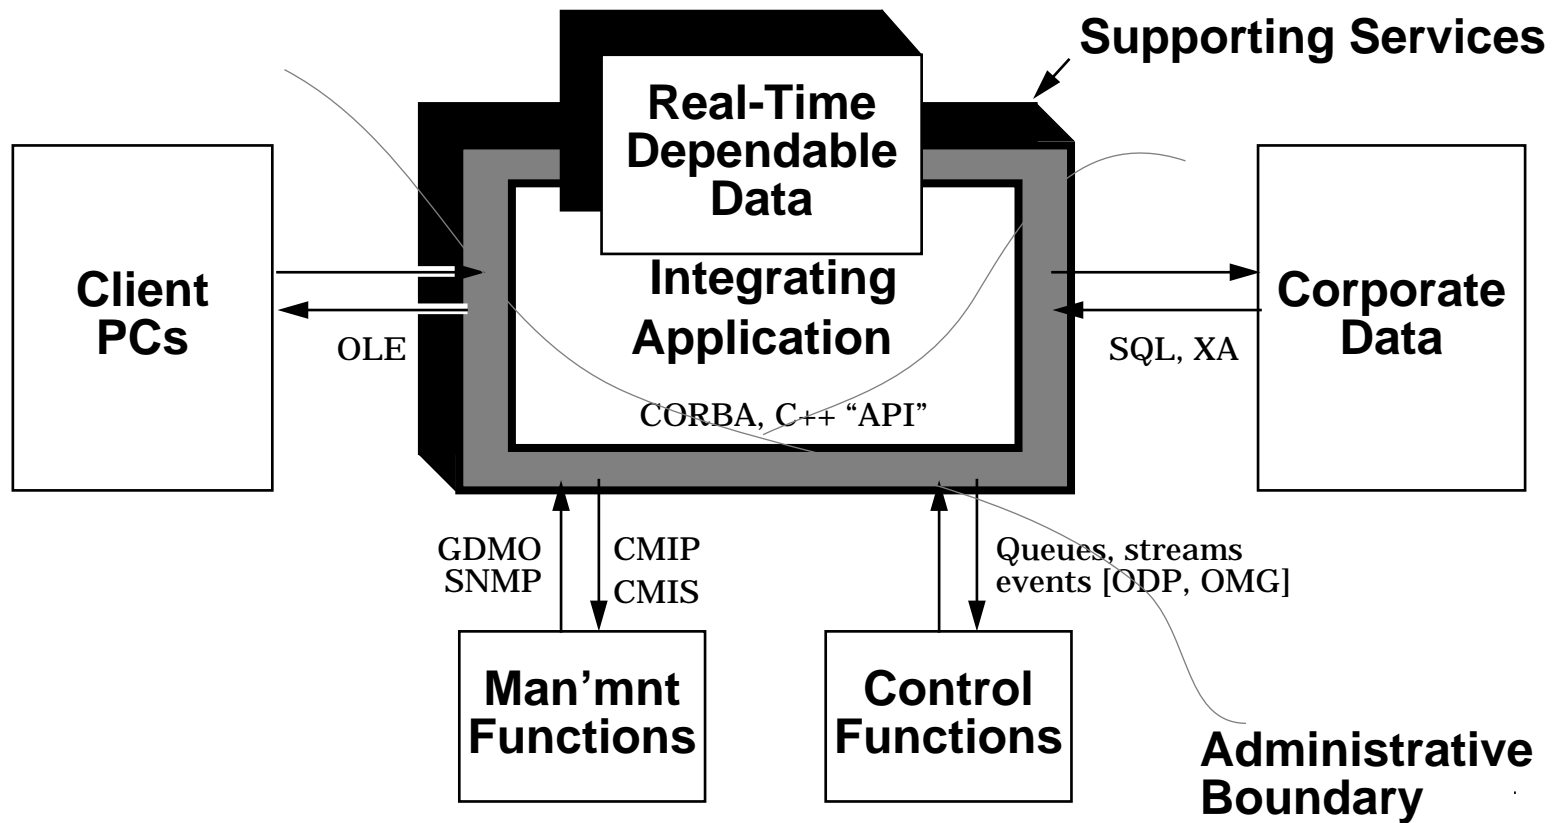 Supporting Services
Real-Time
Dependable
Data
Client
PCs
Integrating
Application
Corporate
Data
OLE
SQL, XA
CORBA, C++ “API”
GDMO
SNMP
CMIP
CMIS
Queues, streams
events [ODP, OMG]
Man’mnt
Functions
Control
Functions
Administrative
Boundary